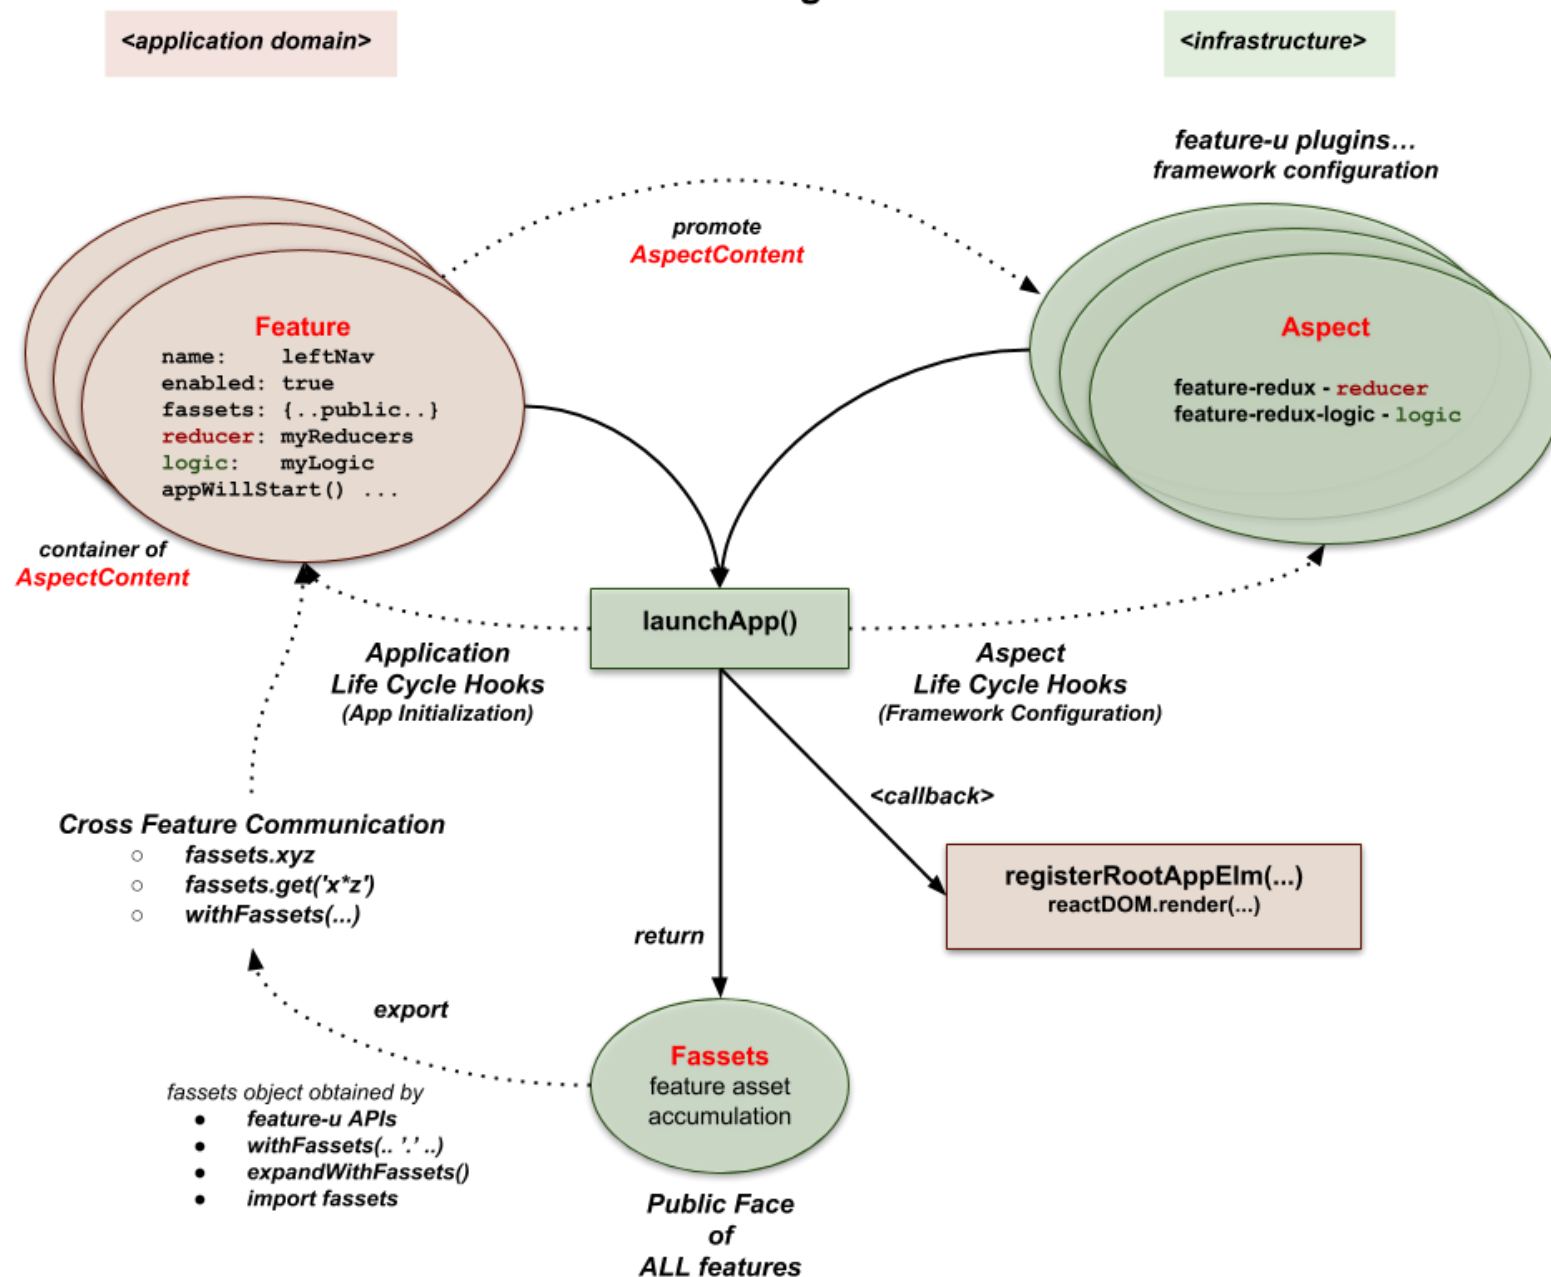 <application domain>
<infrastructure>
feature-u plugins...
framework configuration
promote
AspectContent
Feature
name: leftNav
enabled: true
fassets: {..public..}
reducer: myReducers
logic: myLogic
appWillStart() ...
Aspect
feature-redux - reducer
feature-redux-logic - logic
container of
AspectContent
launchApp()
Application
Life Cycle Hooks
(App Initialization)
Aspect
Life Cycle Hooks
(Framework Configuration)
<callback>
Cross Feature Communication
○ fassets.xyz
○ fassets.get('x*z')
○ withFassets(...)
registerRootAppElm(...)
reactDOM.render(...)
return
export
Fassets
feature asset
accumulation
fassets object obtained by
● feature-u APIs
● withFassets(.. '.' ..)
● expandWithFassets()
● import fassets
Public Face
of
ALL features